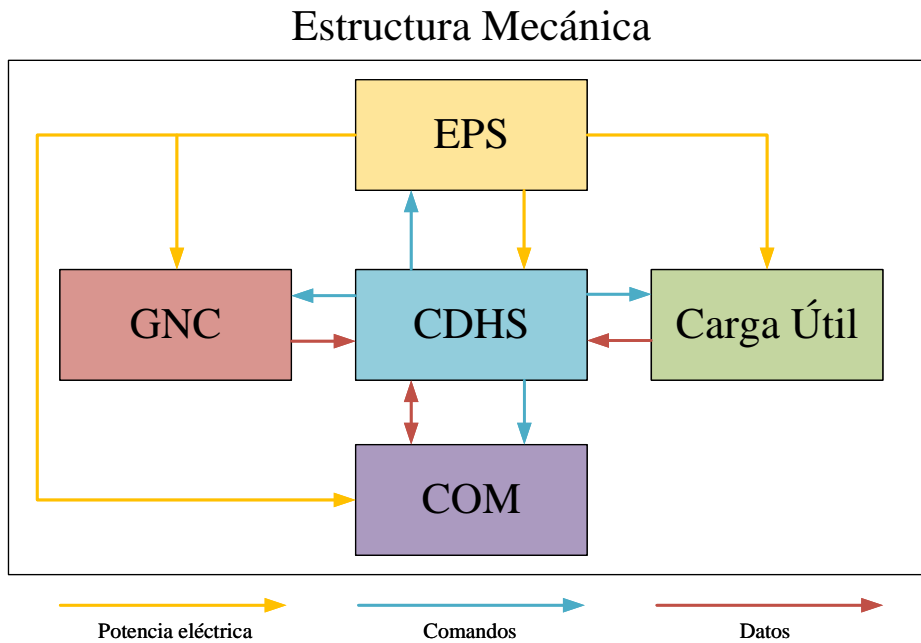 Estructura Mecánica
EPS
GNC
CDHS
Carga Útil
COM
Potencia eléctrica
Comandos
Datos